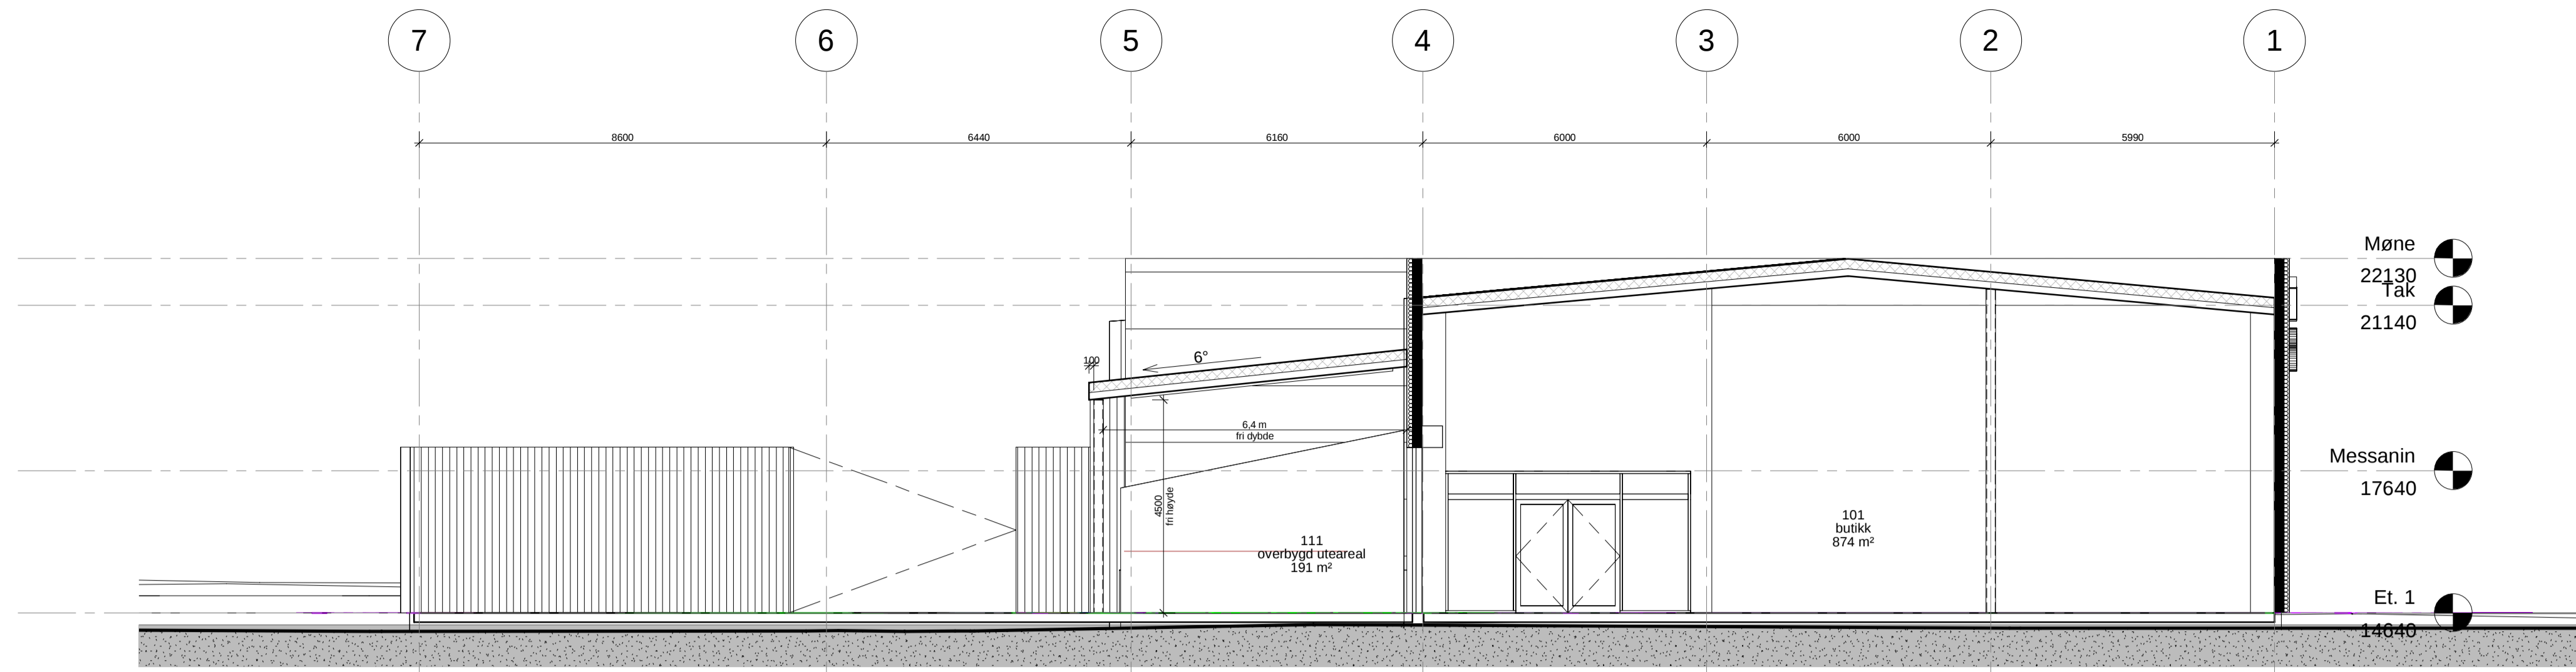 7
6
5
4
3
2
1
8600
6440
6160
6000
6000
5990
Møne
22130
Tak
21140
100
6°
6,4 m
fri dybde
Messanin
17640
4500
fri høyde
101
butikk
874 m²
111
overbygd uteareal
191 m²
Et. 1
14640